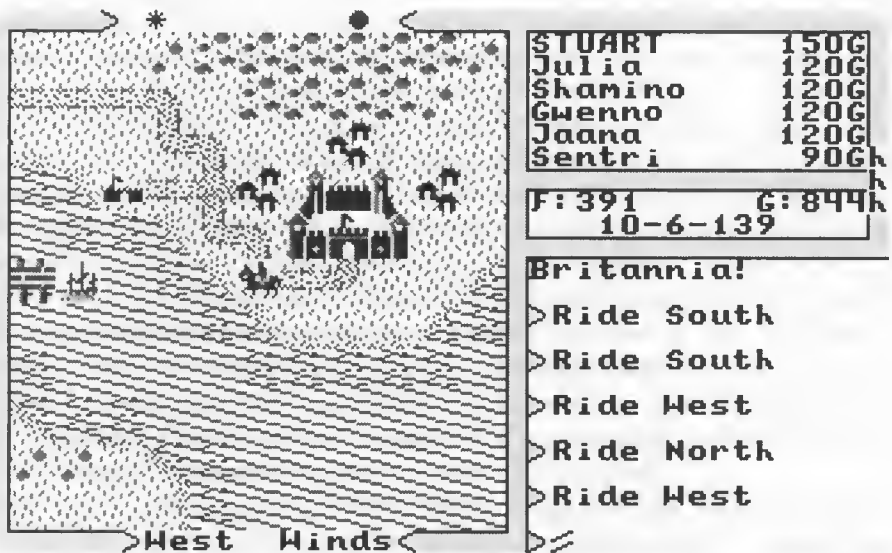 STUART 150G
Julia 120G
Shamino 120G
Gwenno 120G
Jaana 120G
Sentri 90G
F:391 G:844
10-6-139
Britannia!
>Ride South
>Ride South
>Ride West
>Ride North
>Ride West
>
West Winds